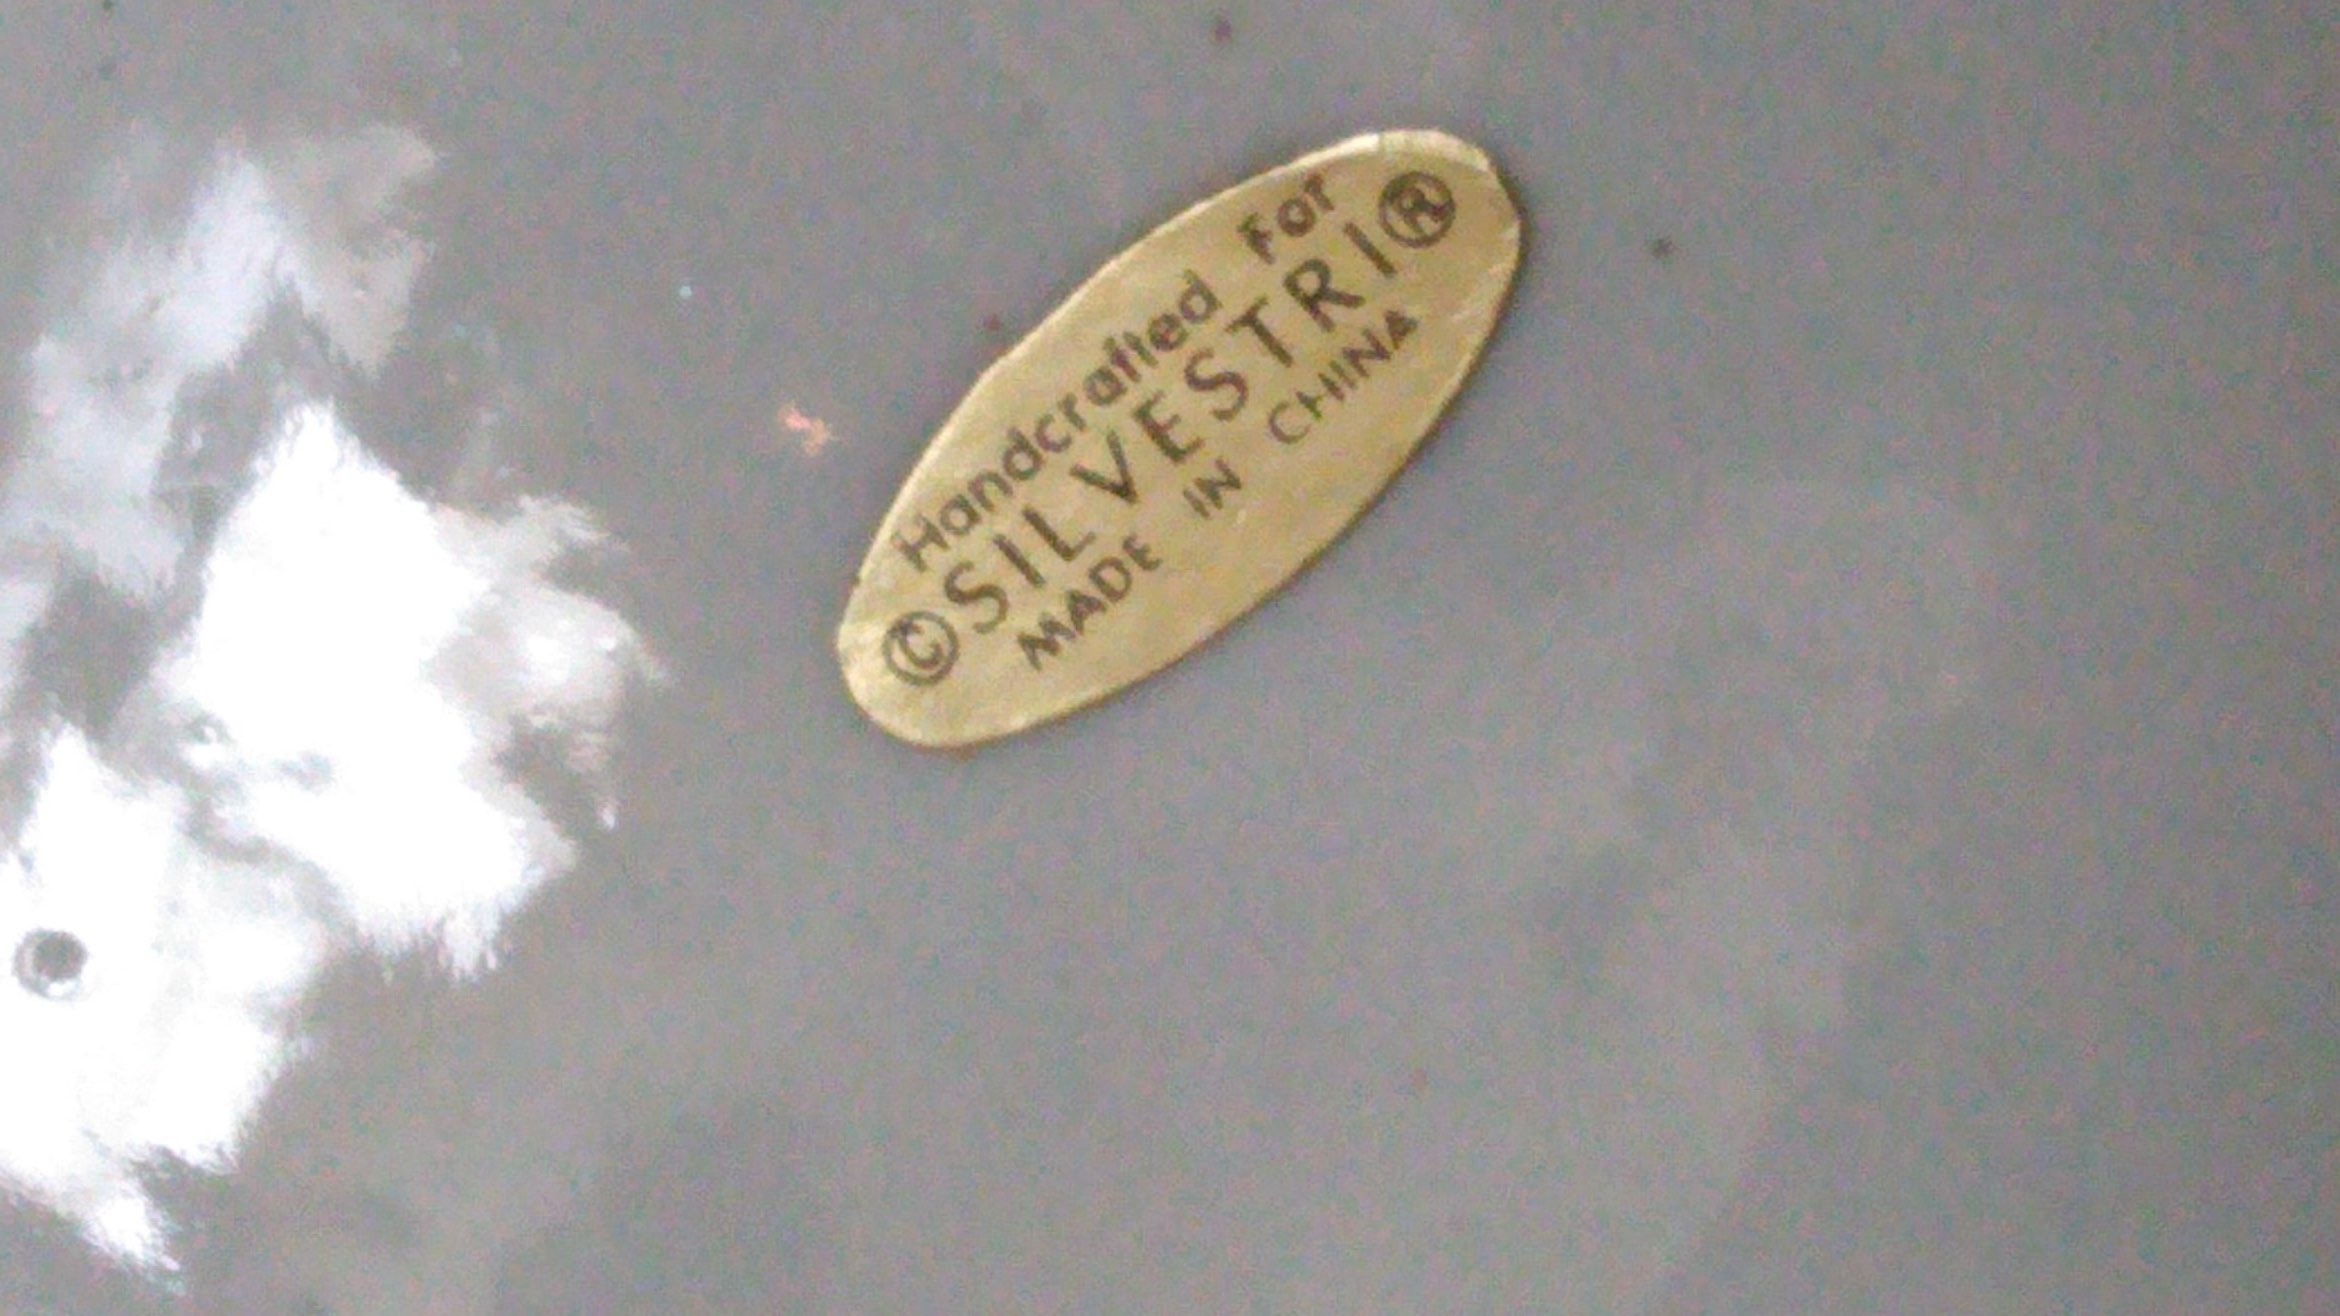 Handcrafted For
©SILVESTRI®
MADE IN CHINA